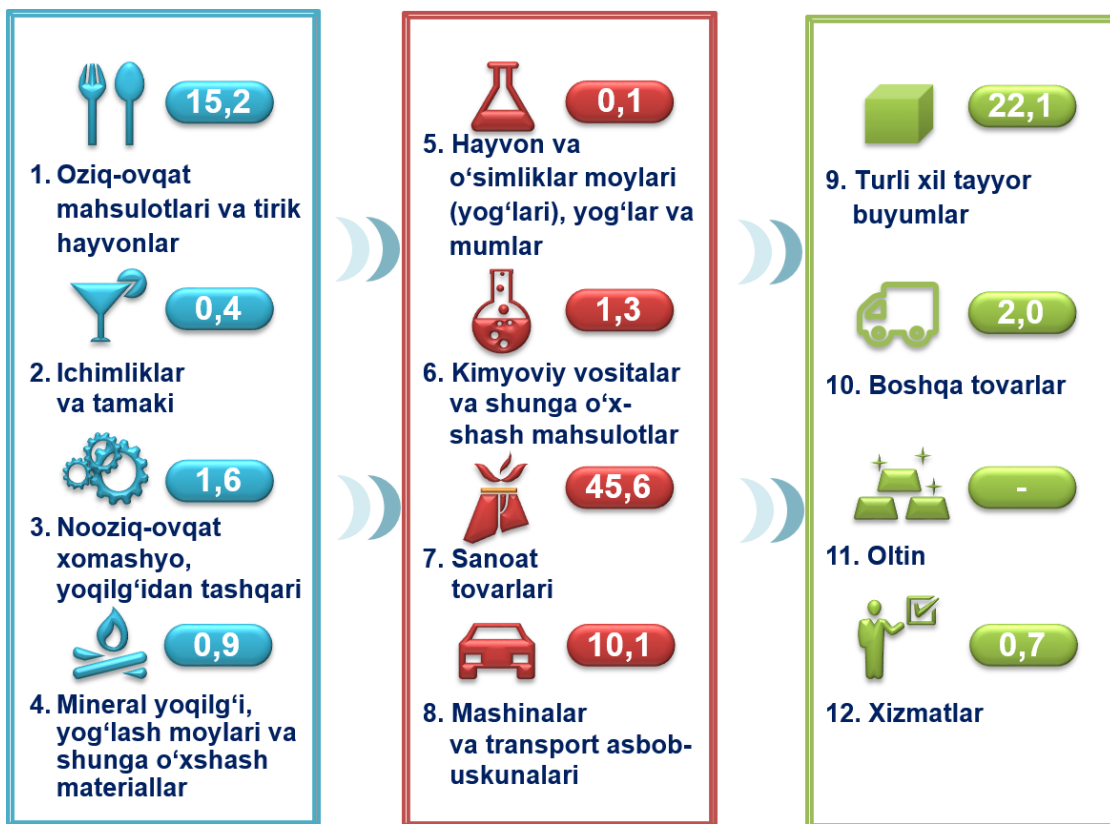 15,2
1. Oziq-ovqat
mahsulotlari va tirik
hayvonlar
0,4
2. Ichimliklar
va tamaki
1,6
3. Nooziq-ovqat
xomashyo,
yoqilg‘idan tashqari
0,9
4. Mineral yoqilg‘i,
yog‘lash moylari va
shunga o‘xshash
materiallar
0,1
5. Hayvon va
o‘simliklar moylari
(yog‘lari), yog‘lar va
mumlar
1,3
6. Kimyoviy vositalar
va shunga o‘x-
shash mahsulotlar
45,6
7. Sanoat
tovarlari
10,1
8. Mashinalar
va transport asbob-
uskunalari
22,1
9. Turli xil tayyor
buyumlar
2,0
10. Boshqa tovarlar
-
11. Oltin
0,7
12. Xizmatlar